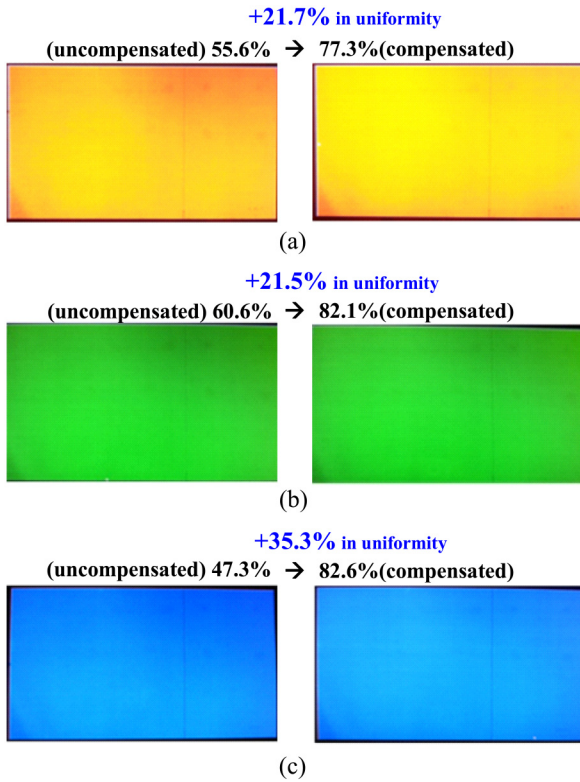 +21.7% in uniformity
(uncompensated) 55.6% → 77.3%(compensated)
(a)
+21.5% in uniformity
(uncompensated) 60.6% → 82.1%(compensated)
(b)
+35.3% in uniformity
(uncompensated) 47.3% → 82.6%(compensated)
(c)